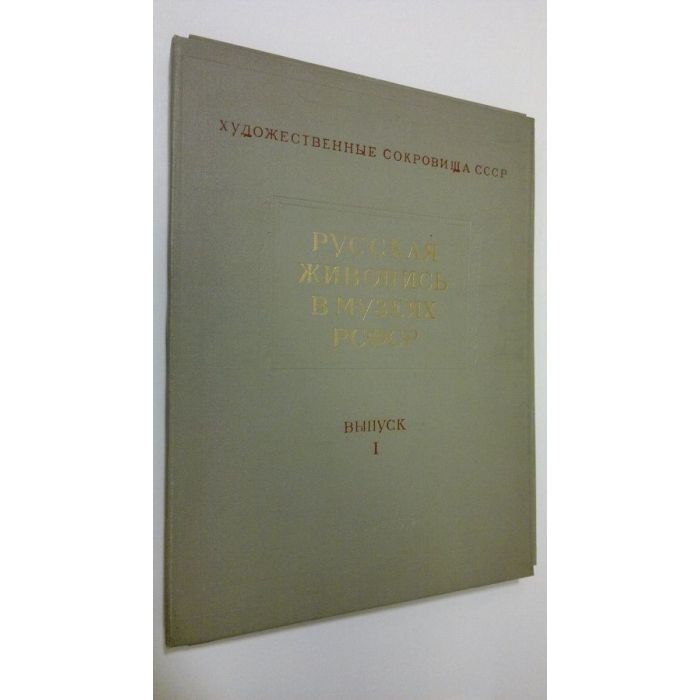 ХУДОЖЕСТВЕННЫЕ СОКРОВИЩА СССР
РУССКАЯ
ЖИВОПИСЬ
В МУЗЕЯХ
РСФСР
ВЫПУСК
I